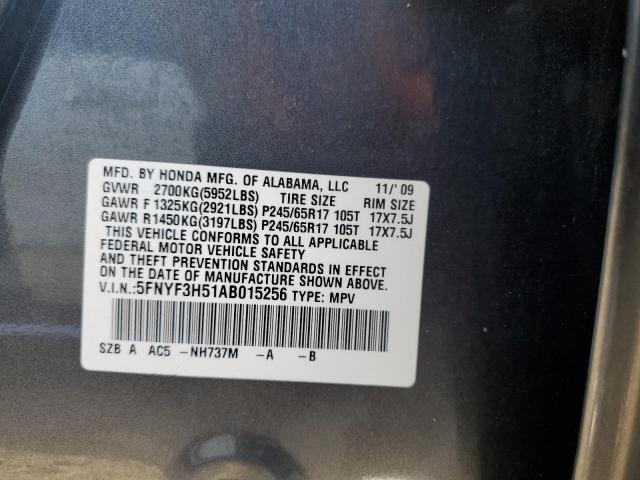 MFD. BY HONDA MFG. OF ALABAMA, LLC 11/'09
GVWR 2700KG(5952LBS) TIRE SIZE RIM SIZE
GAWR F 1325KG(2921LBS) P245/65R17 105T 17X7.5J
GAWR R 1450KG(3197LBS) P245/65R17 105T 17X7.5J
THIS VEHICLE CONFORMS TO ALL APPLICABLE
FEDERAL MOTOR VEHICLE SAFETY
AND THEFT PREVENTION STANDARDS IN EFFECT
ON THE DATE OF MANUFACTURE SHOWN ABOVE.
V.I.N.:5FNYF3H51AB015256 TYPE: MPV
SZB A AC5 -NH737M -A -B